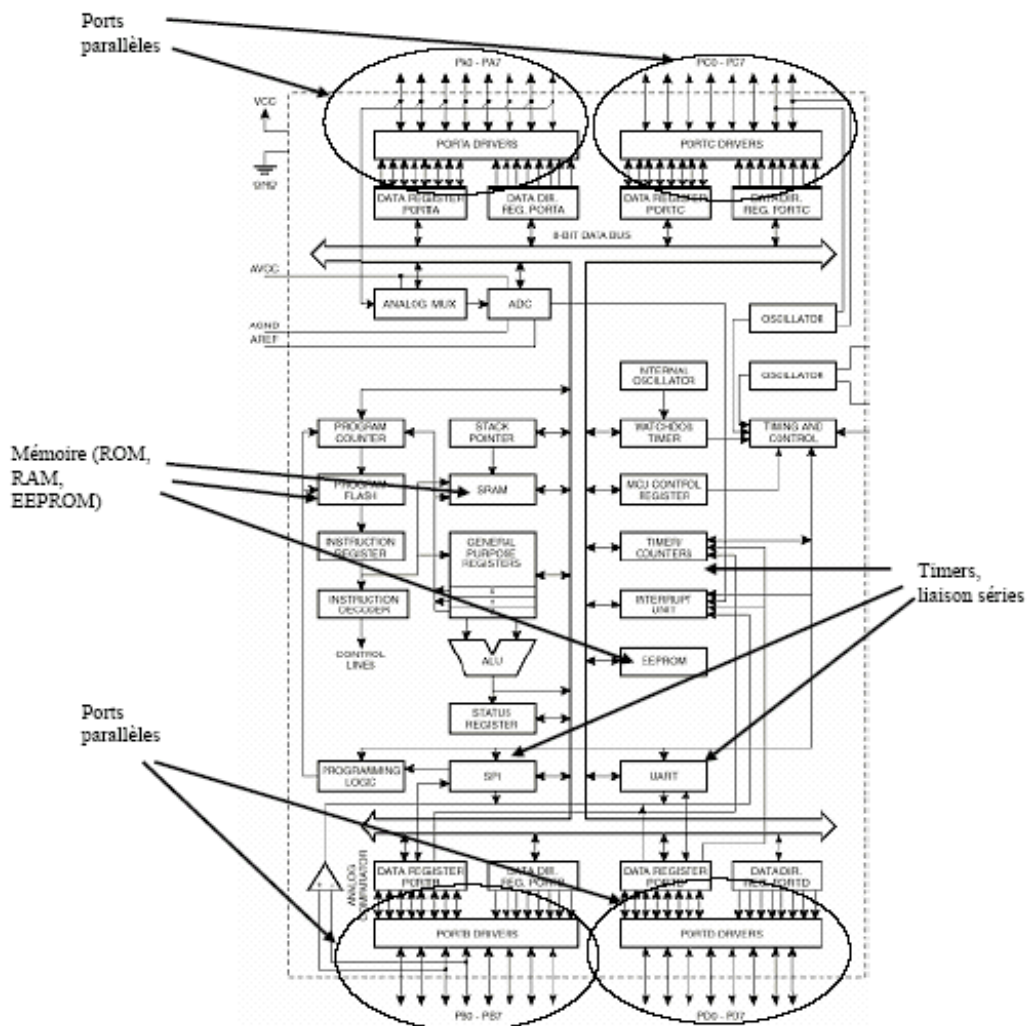 Ports
parallèles
PA0 - PA7
PC0 - PC7
VCC
GND
PORTA DRIVERS
PORTC DRIVERS
DATA REGISTER
PORTA
DATA DIR.
REG. PORTA
DATA REGISTER
PORTC
DATA DIR.
REG. PORTC
8-BIT DATA BUS
AVCC
ANALOG MUX
ADC
AGND
AREF
OSCILLATOR
INTERNAL
OSCILLATOR
OSCILLATOR
PROGRAM
COUNTER
STACK
POINTER
WATCHDOG
TIMER
TIMING AND
CONTROL
Mémoire (ROM,
RAM,
EEPROM)
PROGRAM
FLASH
SRAM
MCU CONTROL
REGISTER
INSTRUCTION
REGISTER
GENERAL
PURPOSE
REGISTERS
TIMER/
COUNTERS
Timers,
liaison séries
INSTRUCTION
DECODER
INTERRUPT
UNIT
CONTROL
LINES
ALU
EEPROM
STATUS
REGISTER
Ports
parallèles
PROGRAMMING
LOGIC
SPI
UART
ANALOG
COMPARATOR
+ -
DATA REGISTER
PORTB
DATA DIR.
REG. PORTB
DATA REGISTER
PORTD
DATA DIR.
REG. PORTD
PORTB DRIVERS
PORTD DRIVERS
PB0 - PB7
PD0 - PD7